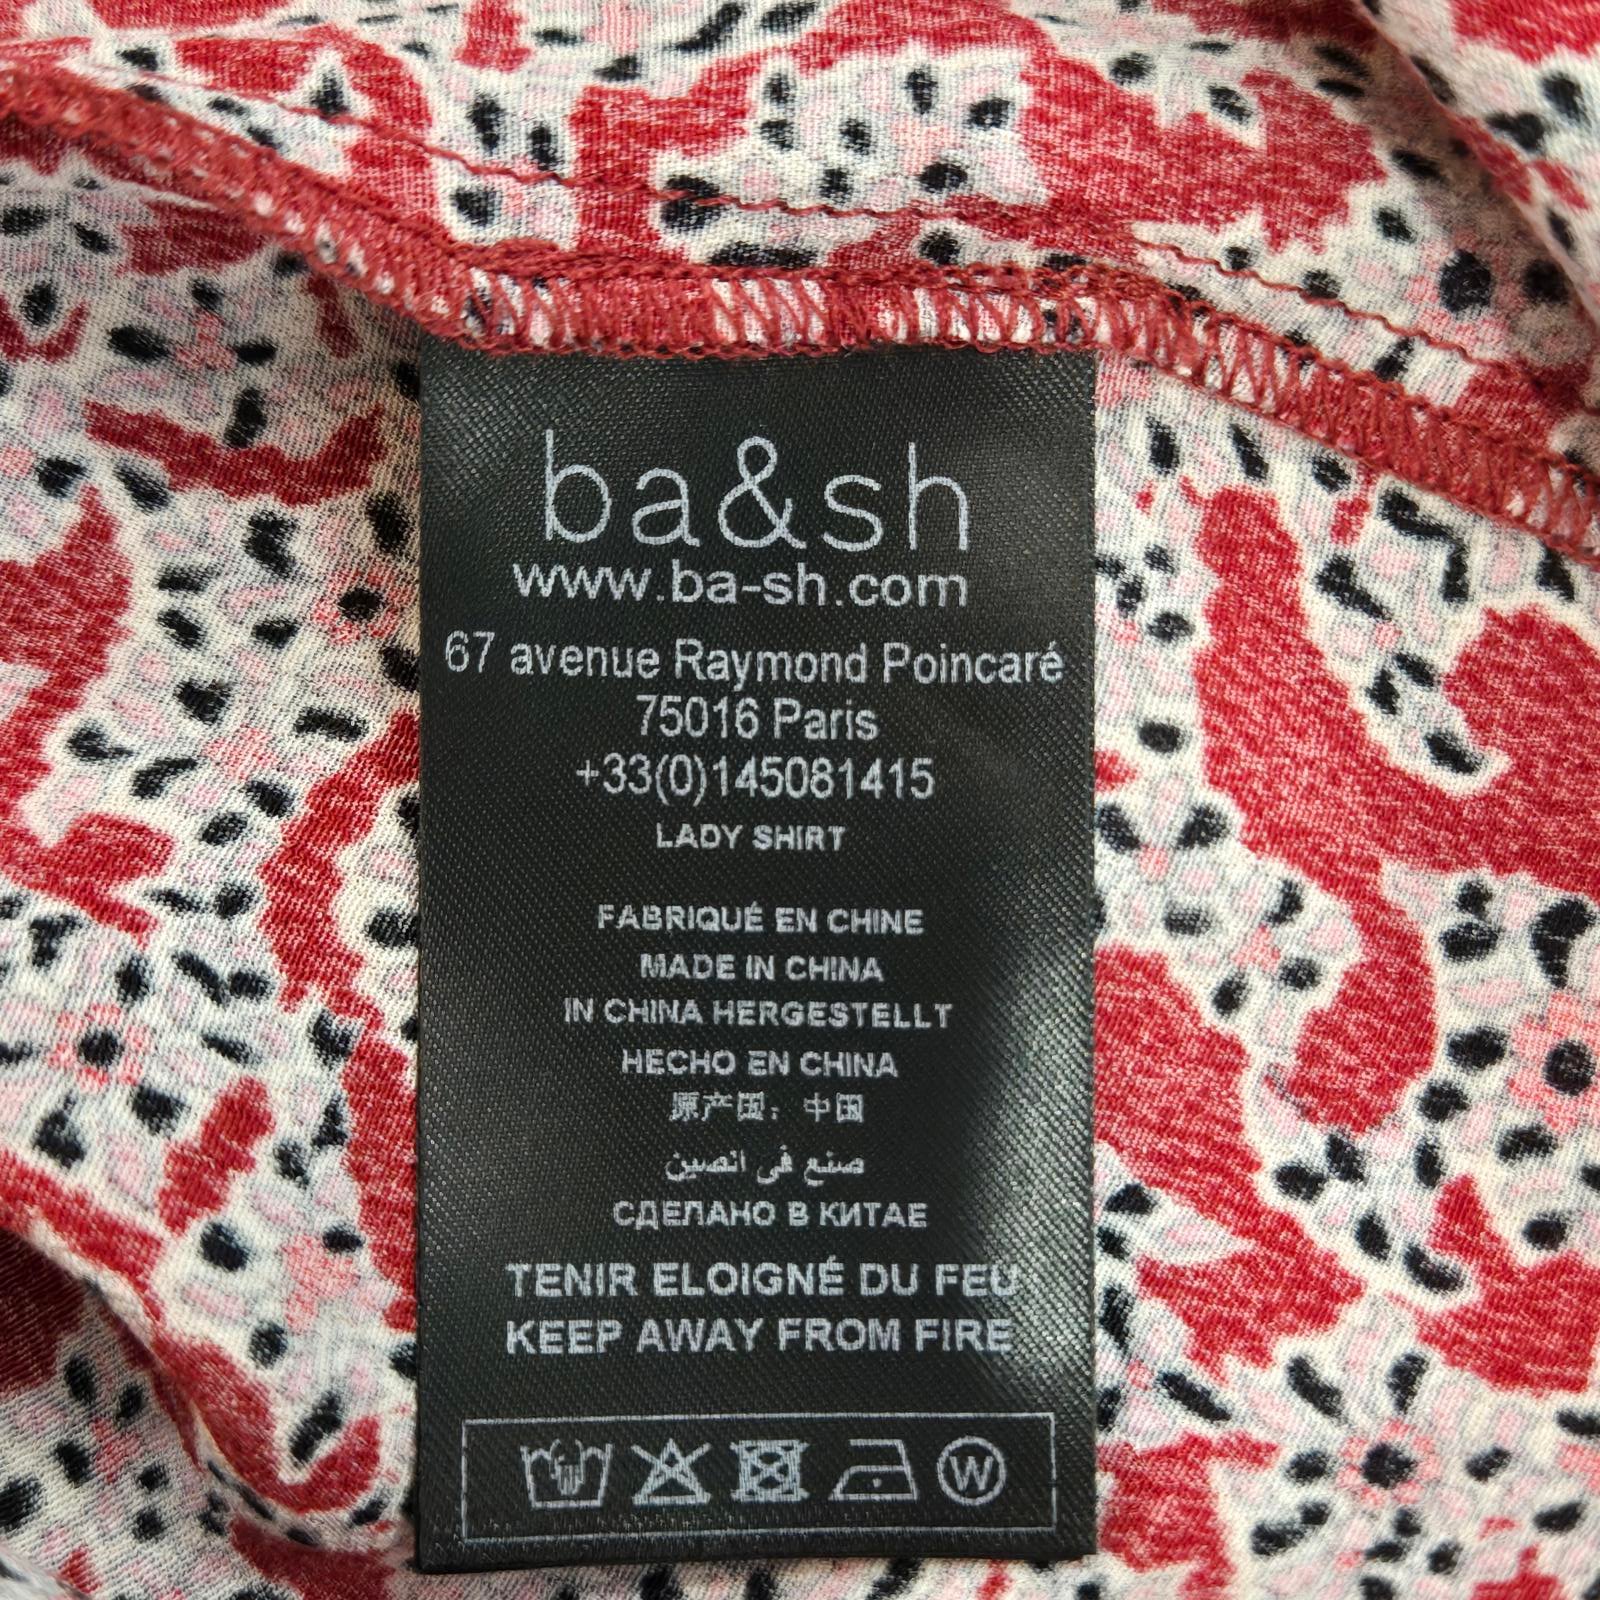 ba&sh
www.ba-sh.com
67 avenue Raymond Poincaré
75016 Paris
+33(0)145081415
LADY SHIRT
FABRIQUÉ EN CHINE
MADE IN CHINA
IN CHINA HERGESTELLT
HECHO EN CHINA
原产国：中国
صنع في الصين
СДЕЛАНО В КИТАЕ
TENIR ELOIGNÉ DU FEU
KEEP AWAY FROM FIRE
W